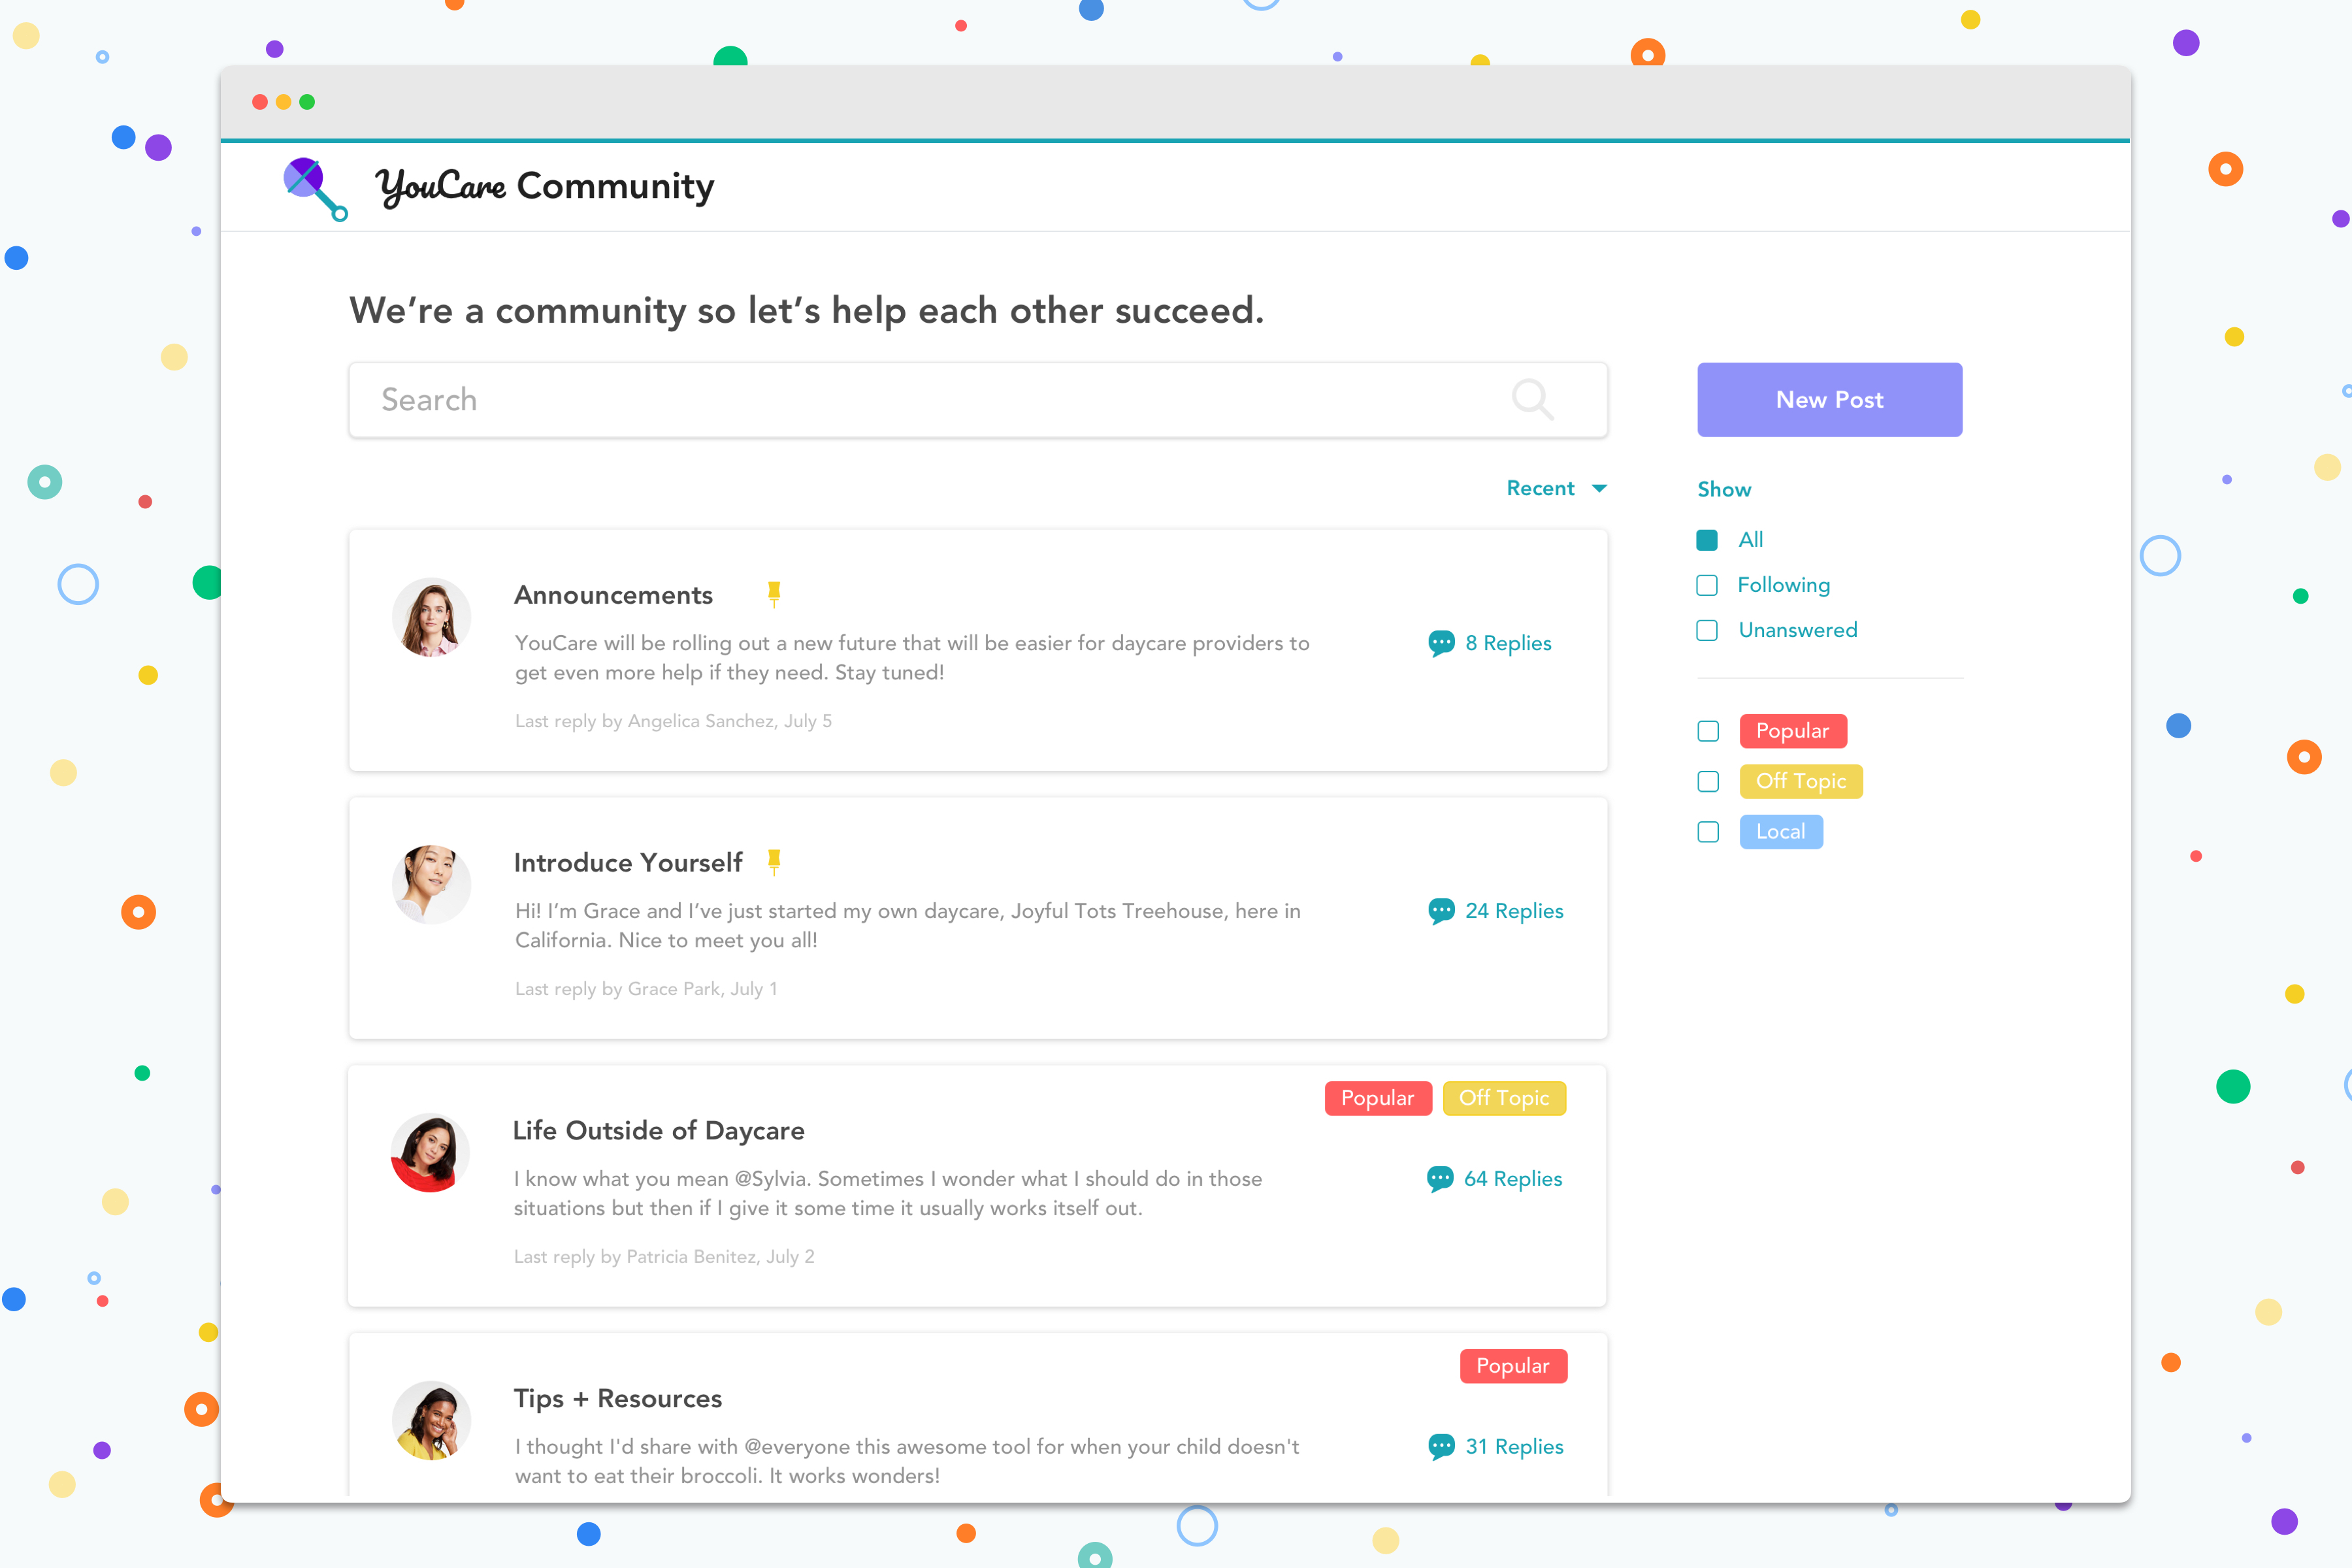 YouCare Community
We’re a community so let’s help each other succeed.
Search
New Post
Recent
Show
All
Following
Unanswered
Popular
Off Topic
Local
Announcements
YouCare will be rolling out a new future that will be easier for daycare providers to
get even more help if they need. Stay tuned!
8 Replies
Last reply by Angelica Sanchez, July 5
Introduce Yourself
Hi! I’m Grace and I’ve just started my own daycare, Joyful Tots Treehouse, here in
California. Nice to meet you all!
24 Replies
Last reply by Grace Park, July 1
Popular
Off Topic
Life Outside of Daycare
I know what you mean @Sylvia. Sometimes I wonder what I should do in those
situations but then if I give it some time it usually works itself out.
64 Replies
Last reply by Patricia Benitez, July 2
Popular
Tips + Resources
I thought I'd share with @everyone this awesome tool for when your child doesn't
want to eat their broccoli. It works wonders!
31 Replies